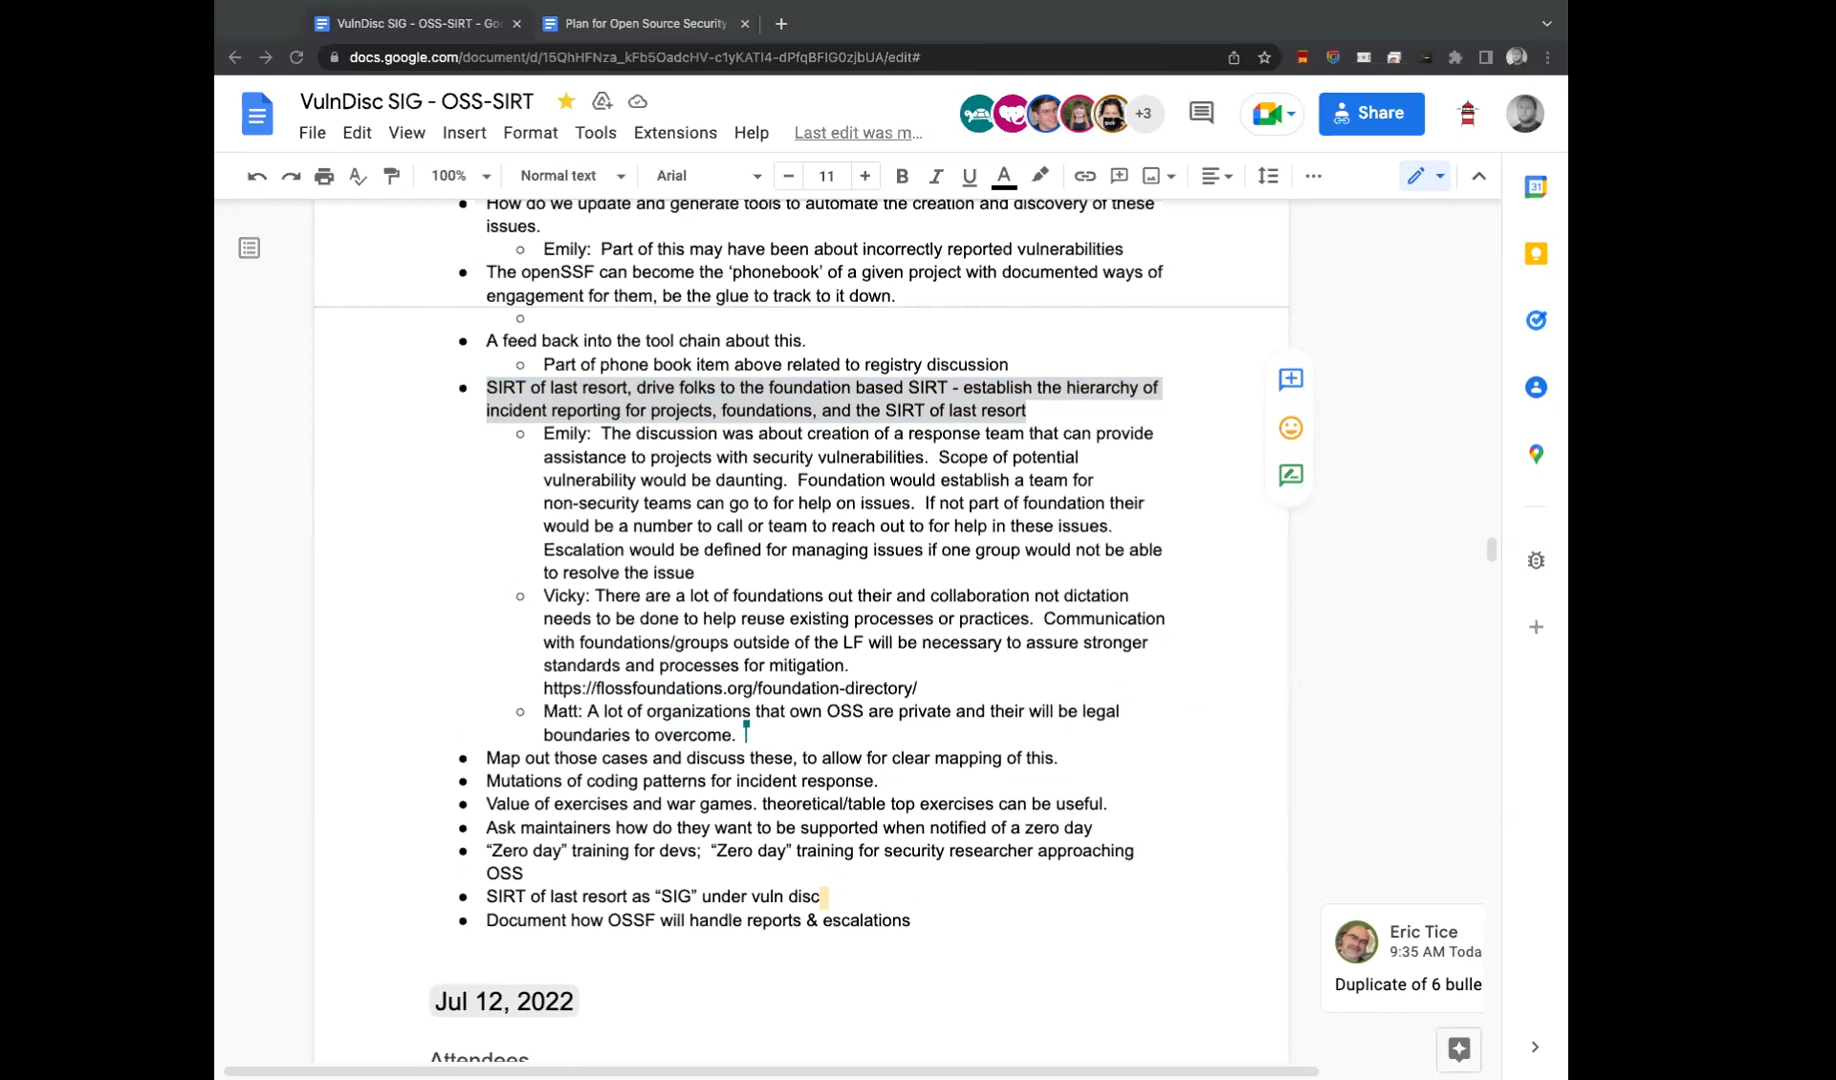 VulnDisc SIG - OSS-SIRT - Goo
Plan for Open Source Security
docs.google.com/document/d/15QhHFNza_kFb5OadcHV-c1yKATI4-dPfqBFIG0zjbUA/edit#
VulnDisc SIG - OSS-SIRT
File Edit View Insert Format Tools Extensions Help Last edit was m...
+3
Share
100% Normal text Arial 11
How do we update and generate tools to automate the creation and discovery of these
issues.
Emily: Part of this may have been about incorrectly reported vulnerabilities
The openSSF can become the ‘phonebook’ of a given project with documented ways of
engagement for them, be the glue to track to it down.
A feed back into the tool chain about this.
Part of phone book item above related to registry discussion
SIRT of last resort, drive folks to the foundation based SIRT - establish the hierarchy of
incident reporting for projects, foundations, and the SIRT of last resort
Emily: The discussion was about creation of a response team that can provide
assistance to projects with security vulnerabilities. Scope of potential
vulnerability would be daunting. Foundation would establish a team for
non-security teams can go to for help on issues. If not part of foundation their
would be a number to call or team to reach out to for help in these issues.
Escalation would be defined for managing issues if one group would not be able
to resolve the issue
Vicky: There are a lot of foundations out their and collaboration not dictation
needs to be done to help reuse existing processes or practices. Communication
with foundations/groups outside of the LF will be necessary to assure stronger
standards and processes for mitigation.
https://flossfoundations.org/foundation-directory/
Matt: A lot of organizations that own OSS are private and their will be legal
boundaries to overcome.
Map out those cases and discuss these, to allow for clear mapping of this.
Mutations of coding patterns for incident response.
Value of exercises and war games. theoretical/table top exercises can be useful.
Ask maintainers how do they want to be supported when notified of a zero day
“Zero day” training for devs; “Zero day” training for security researcher approaching
OSS
SIRT of last resort as “SIG” under vuln disc
Document how OSSF will handle reports & escalations
Eric Tice
9:35 AM Toda
Duplicate of 6 bulle
Jul 12, 2022
Attendees
31